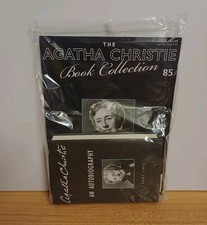 THE
AGATHA CHRISTIE
Book Collection
85
Agatha Christie
AN AUTOBIOGRAPHY